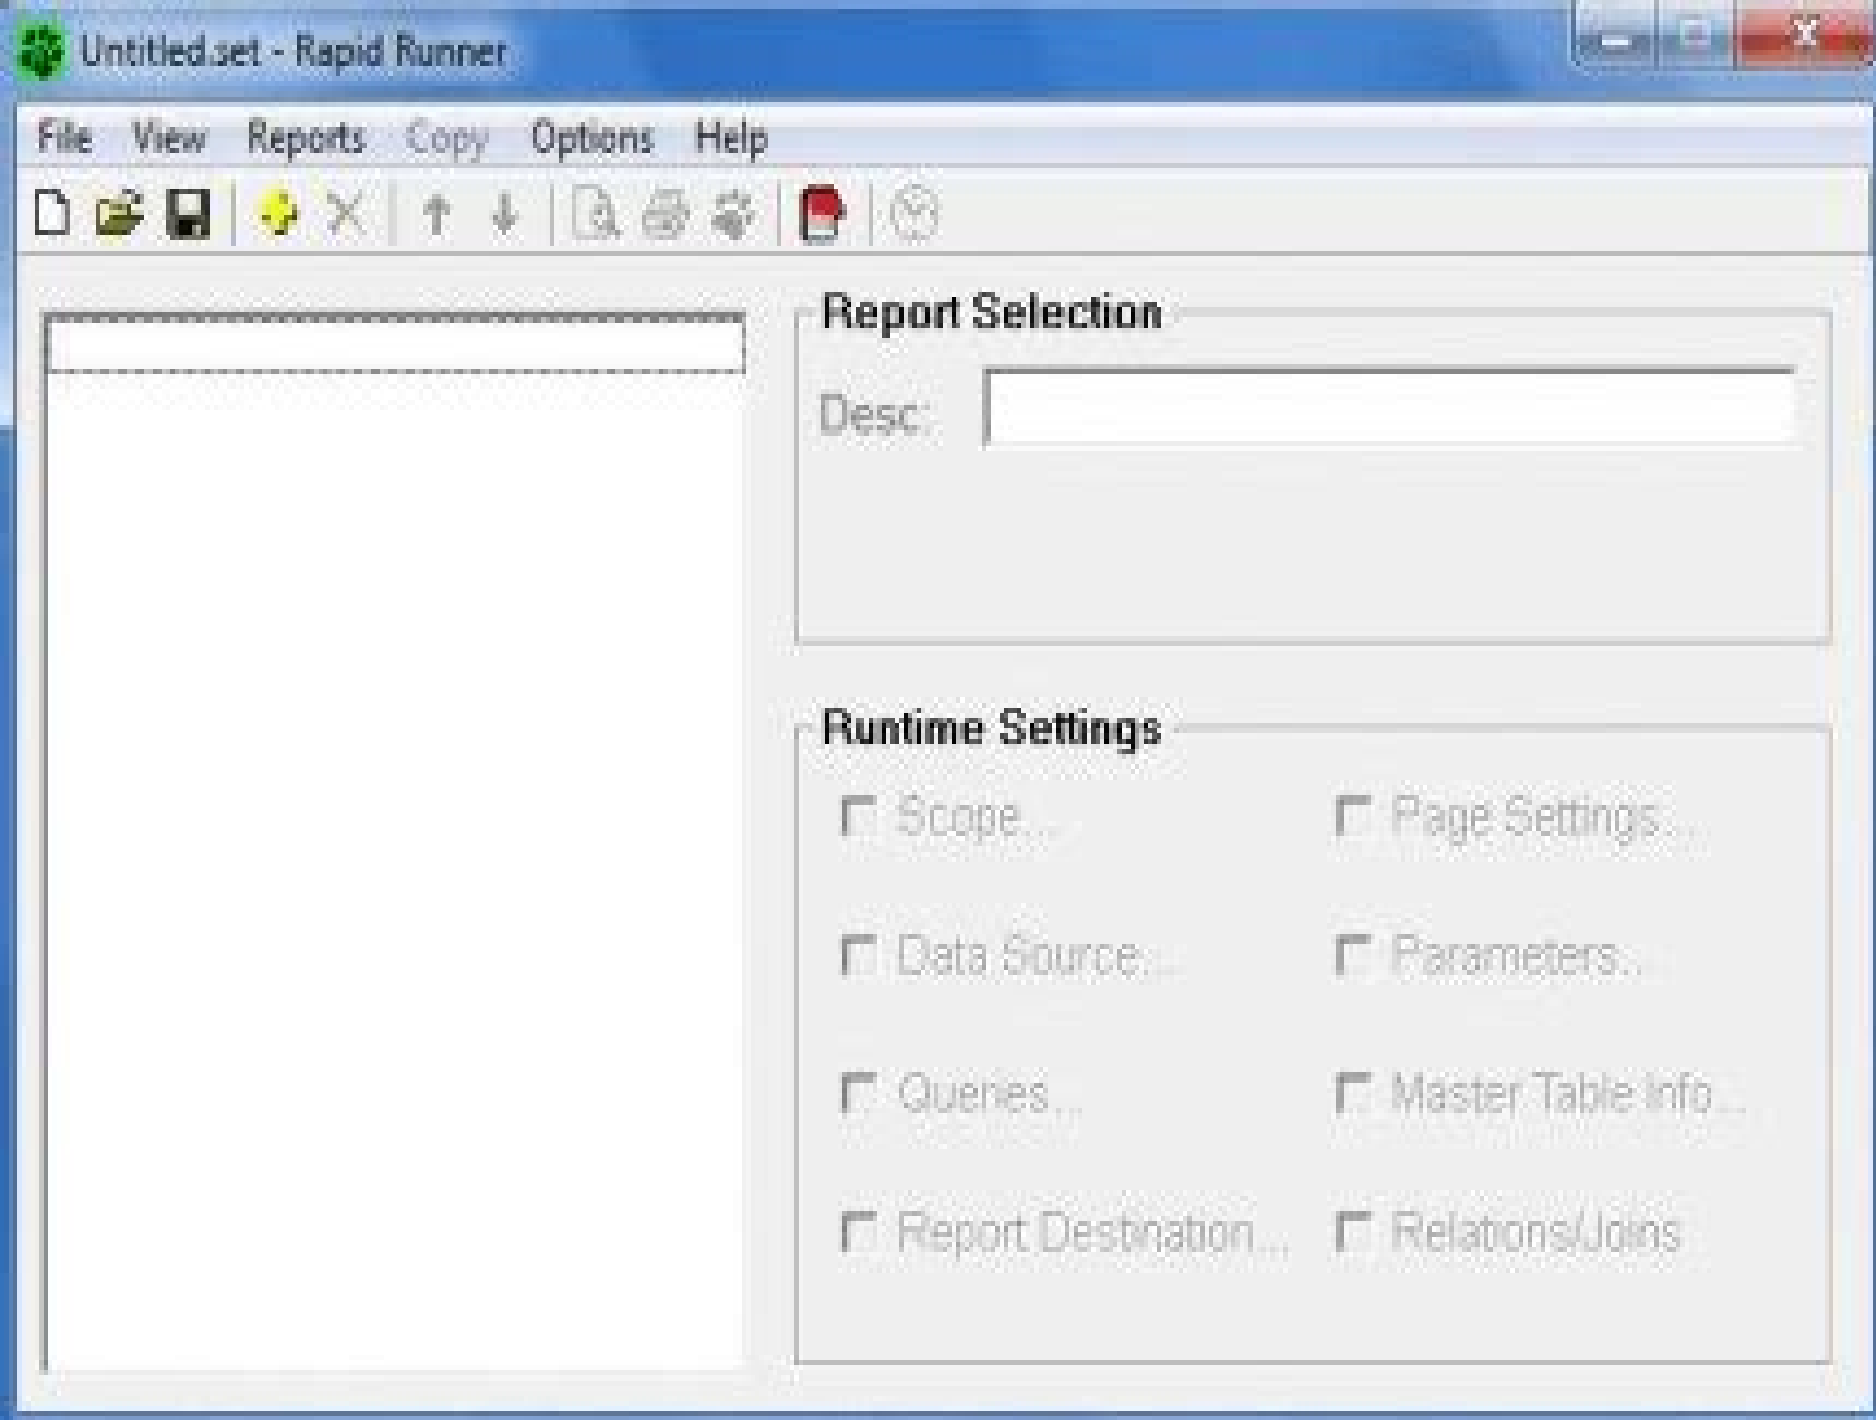 Untitled.set - Rapid Runner
File View Reports Copy Options Help
Report Selection
Desc:
Runtime Settings
Scope... Page Settings...
Data Source... Parameters...
Queries... Master Table Info...
Report Destination... Relations/Joins